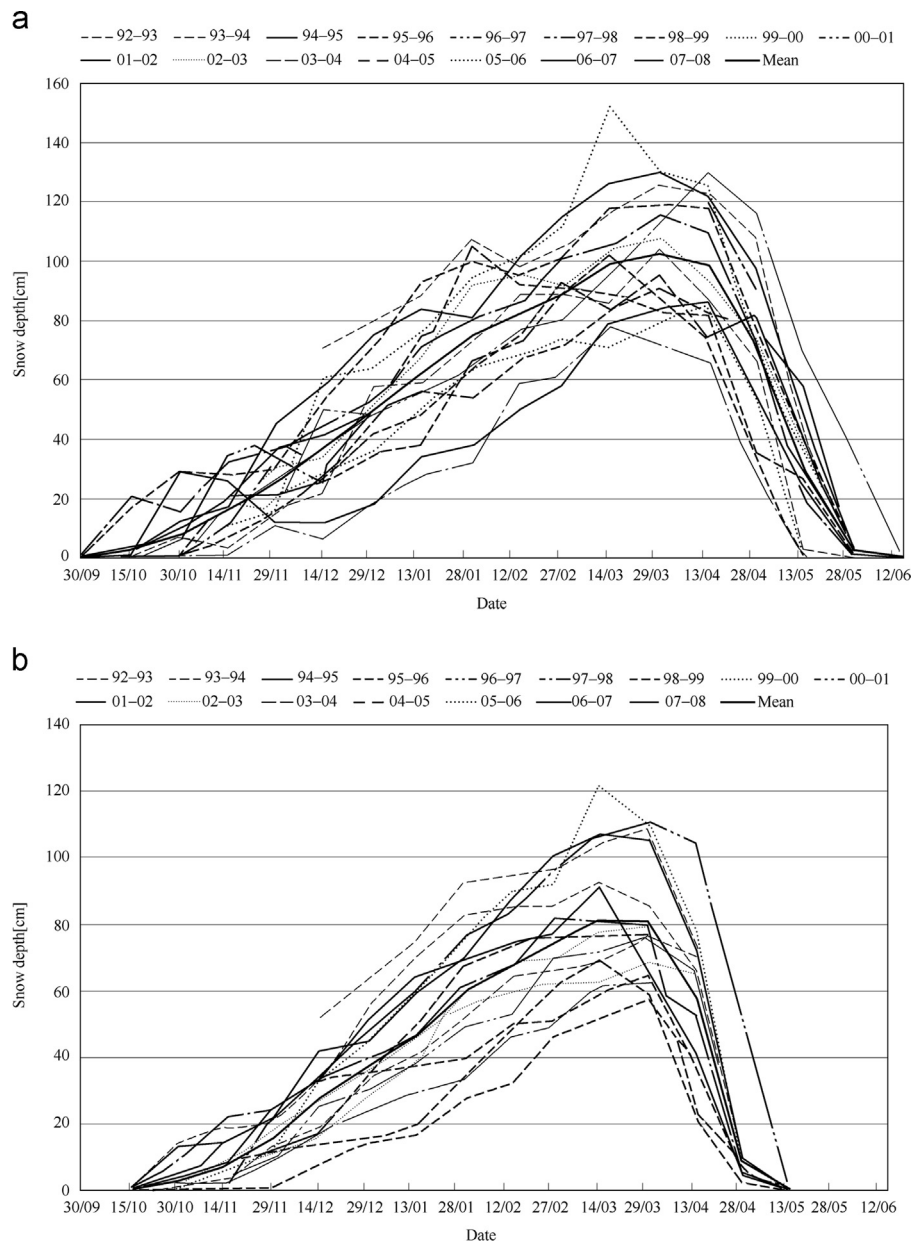 a
92–93 93–94 94–95 95–96 96–97 97–98 98–99 99–00 00–01
01–02 02–03 03–04 04–05 05–06 06–07 07–08 Mean
160
140
120
100
80
60
40
20
0
Snow depth[cm]
30/09 15/10 30/10 14/11 29/11 14/12 29/12 13/01 28/01 12/02 27/02 14/03 29/03 13/04 28/04 13/05 28/05 12/06
Date
b
92–93 93–94 94–95 95–96 96–97 97–98 98–99 99–00 00–01
01–02 02–03 03–04 04–05 05–06 06–07 07–08 Mean
140
120
100
80
60
40
20
0
Snow depth[cm]
30/09 15/10 30/10 14/11 29/11 14/12 29/12 13/01 28/01 12/02 27/02 14/03 29/03 13/04 28/04 13/05 28/05 12/06
Date